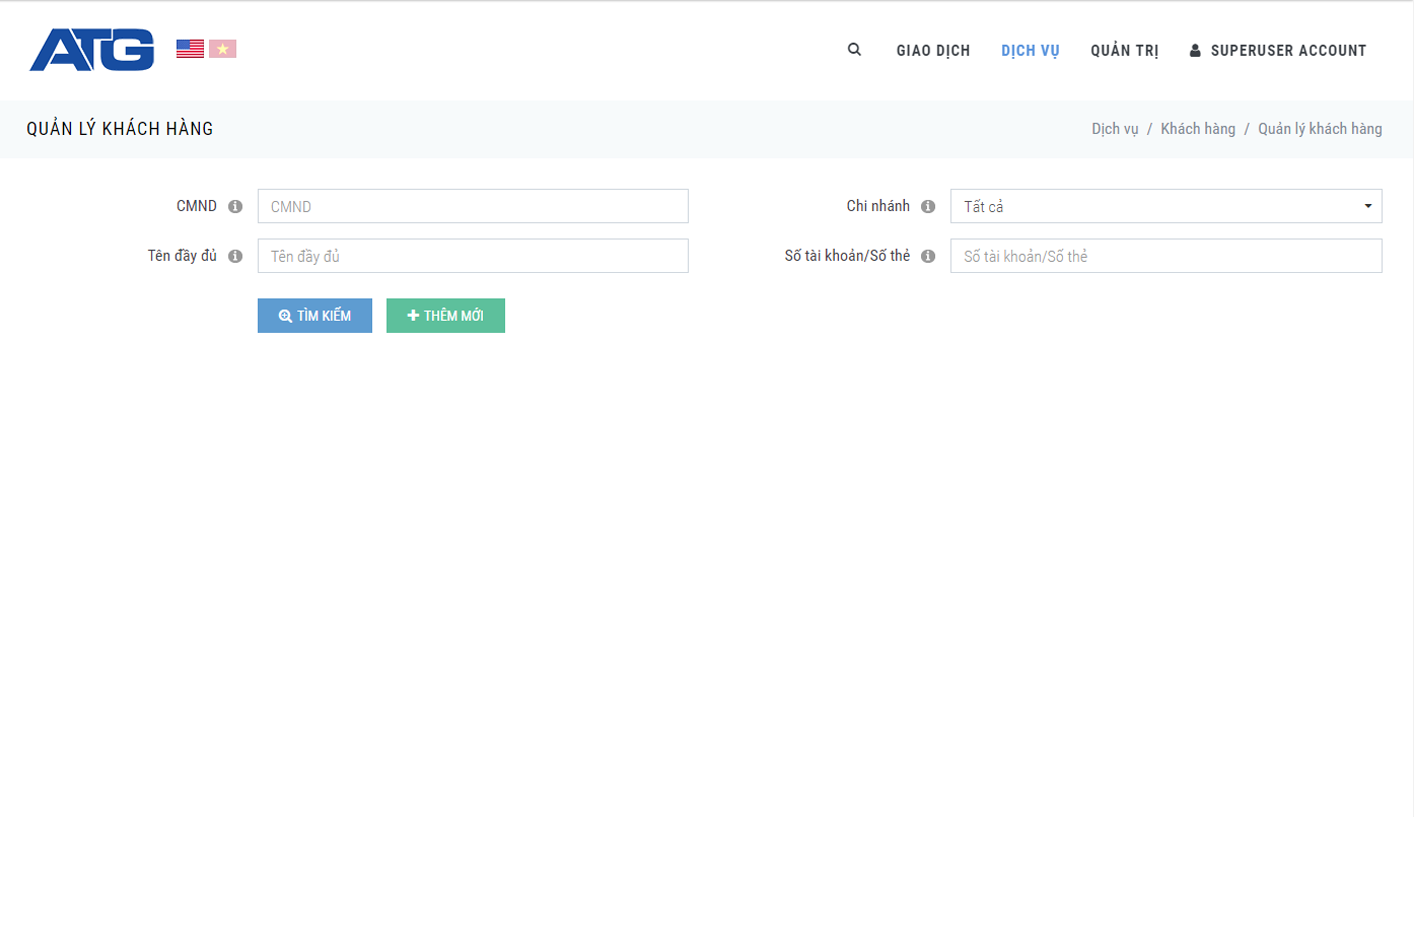 ATG
GIAO DỊCH DỊCH VỤ QUẢN TRỊ SUPERUSER ACCOUNT
QUẢN LÝ KHÁCH HÀNG
Dịch vụ / Khách hàng / Quản lý khách hàng
CMND CMND
Chi nhánh Tất cả
Tên đầy đủ Tên đầy đủ
Số tài khoản/Số thẻ Số tài khoản/Số thẻ
TÌM KIẾM THÊM MỚI